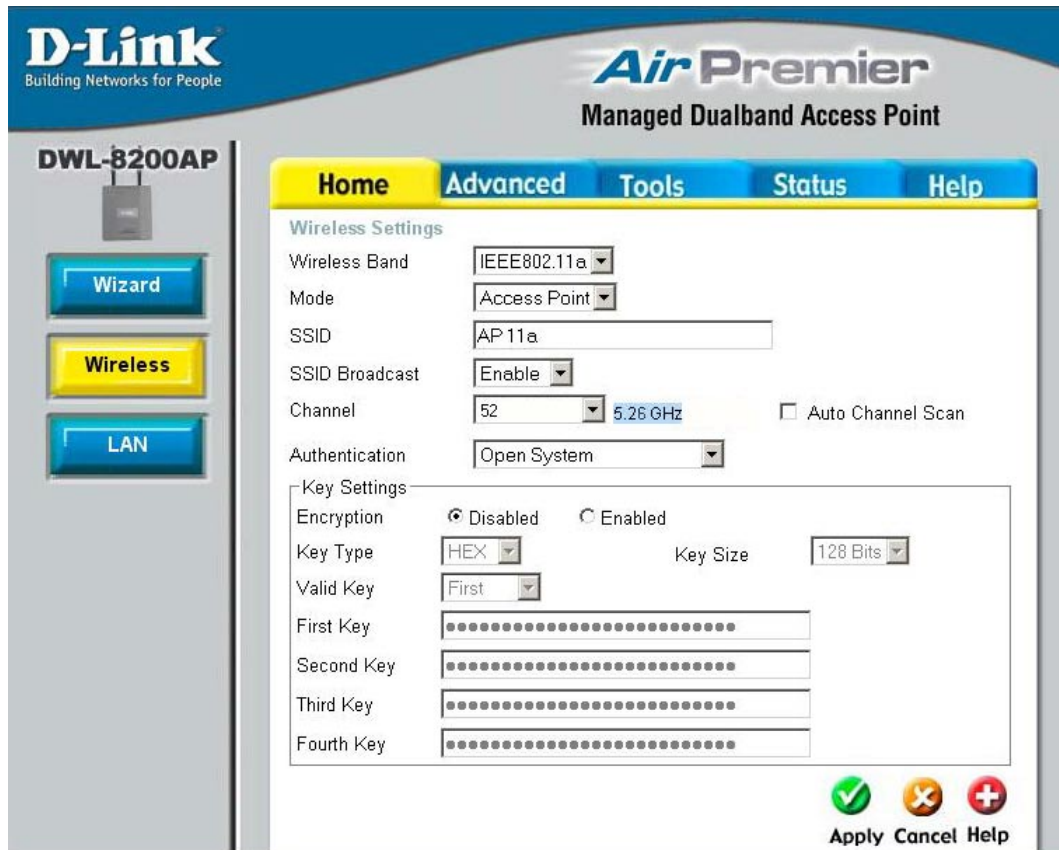 D-Link
Building Networks for People
Air Premier
Managed Dualband Access Point
DWL-8200AP
Home Advanced Tools Status Help
Wizard
Wireless
LAN
Wireless Settings
Wireless Band IEEE802.11a
Mode Access Point
SSID AP 11a
SSID Broadcast Enable
Channel 52 5.26 GHz Auto Channel Scan
Authentication Open System
Key Settings
Encryption Disabled Enabled
Key Type HEX Key Size 128 Bits
Valid Key First
First Key
Second Key
Third Key
Fourth Key
Apply Cancel Help